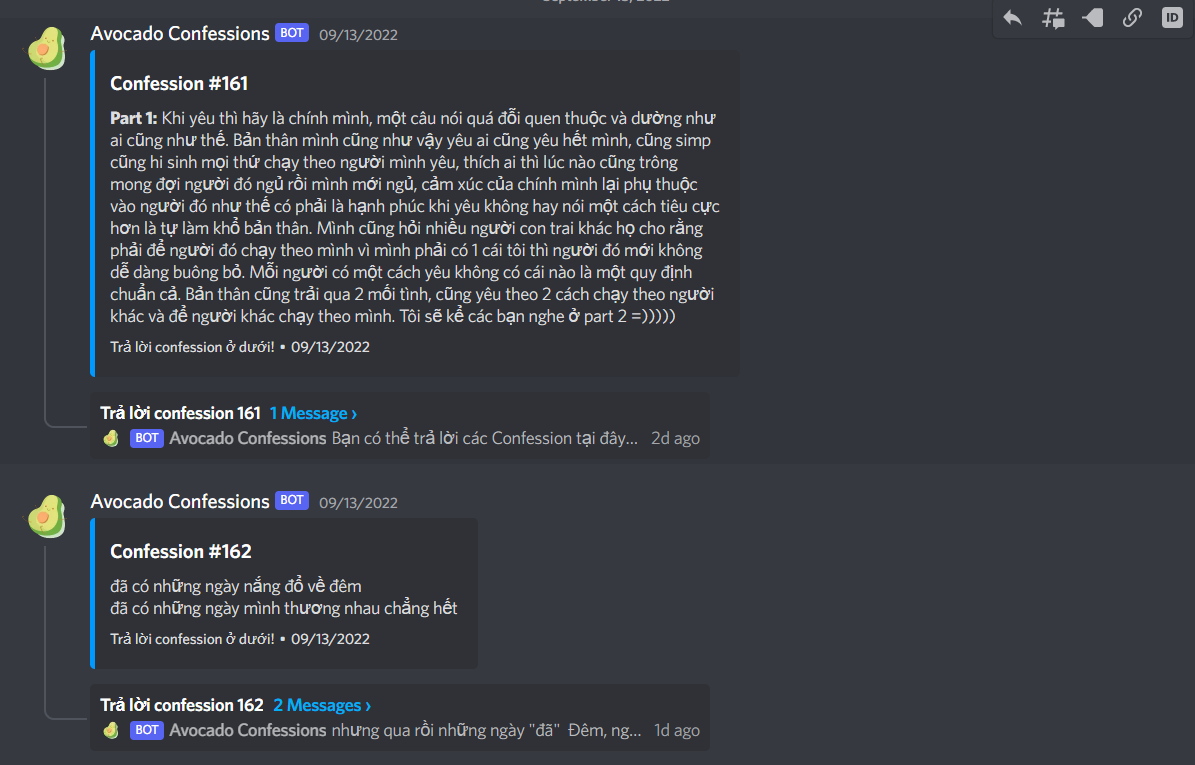 Avocado Confessions BOT 09/13/2022
ID
Confession #161
Part 1: Khi yêu thì hãy là chính mình, một câu nói quá đỗi quen thuộc và dường như
ai cũng như thế. Bản thân mình cũng như vậy yêu ai cũng yêu hết mình, cũng simp
cũng hi sinh mọi thứ chạy theo người mình yêu, thích ai thì lúc nào cũng trông
mong đợi người đó ngủ rồi mình mới ngủ, cảm xúc của chính mình lại phụ thuộc
vào người đó như thế có phải là hạnh phúc khi yêu không hay nói một cách tiêu cực
hơn là tự làm khổ bản thân. Mình cũng hỏi nhiều người con trai khác họ cho rằng
phải để người đó chạy theo mình vì mình phải có 1 cái tôi thì người đó mới không
dễ dàng buông bỏ. Mỗi người có một cách yêu không có cái nào là một quy định
chuẩn cả. Bản thân cũng trải qua 2 mối tình, cũng yêu theo 2 cách chạy theo người
khác và để người khác chạy theo mình. Tôi sẽ kể các bạn nghe ở part 2 =)))))
Trả lời confession ở dưới! • 09/13/2022
Trả lời confession 161 1 Message ›
BOT Avocado Confessions Bạn có thể trả lời các Confession tại đây... 2d ago
Avocado Confessions BOT 09/13/2022
Confession #162
đã có những ngày nắng đổ về đêm
đã có những ngày mình thương nhau chẳng hết
Trả lời confession ở dưới! • 09/13/2022
Trả lời confession 162 2 Messages ›
BOT Avocado Confessions nhưng qua rồi những ngày "đã" Đêm, ng... 1d ago